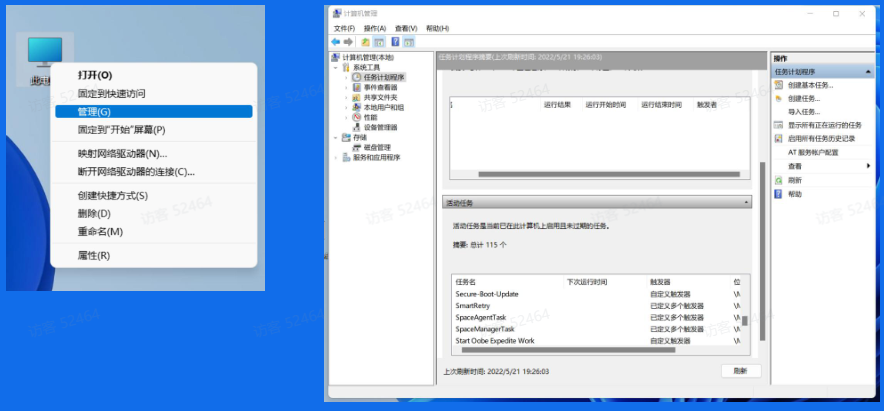 此电脑
打开(O)
固定到快速访问
管理(G)
固定到"开始"屏幕(P)
映射网络驱动器(N)...
断开网络驱动器的连接(C)...
创建快捷方式(S)
删除(D)
重命名(M)
属性(R)
计算机管理
文件(F) 操作(A) 查看(V) 帮助(H)
计算机管理(本地)
系统工具
任务计划程序
事件查看器
共享文件夹
本地用户和组
性能
设备管理器
存储
磁盘管理
服务和应用程序
任务计划程序摘要(上次刷新时间: 2022/5/21 19:26:03)
运行结果 运行开始时间 运行结束时间 触发者
活动任务
活动任务是当前已在此计算机上启用且未过期的任务。
摘要: 总计 115 个
任务名 下次运行时间 触发器 位
Secure-Boot-Update 自定义触发器
SmartRetry 已定义多个触发器
SpaceAgentTask 已定义多个触发器
SpaceManagerTask 已定义多个触发器
Start Oobe Expedite Work 自定义触发器
上次刷新时间: 2022/5/21 19:26:03 刷新
操作
任务计划程序
创建基本任务...
创建任务...
导入任务...
显示所有正在运行的任务
启用所有任务历史记录
AT 服务帐户配置
查看
刷新
帮助
访客 52464